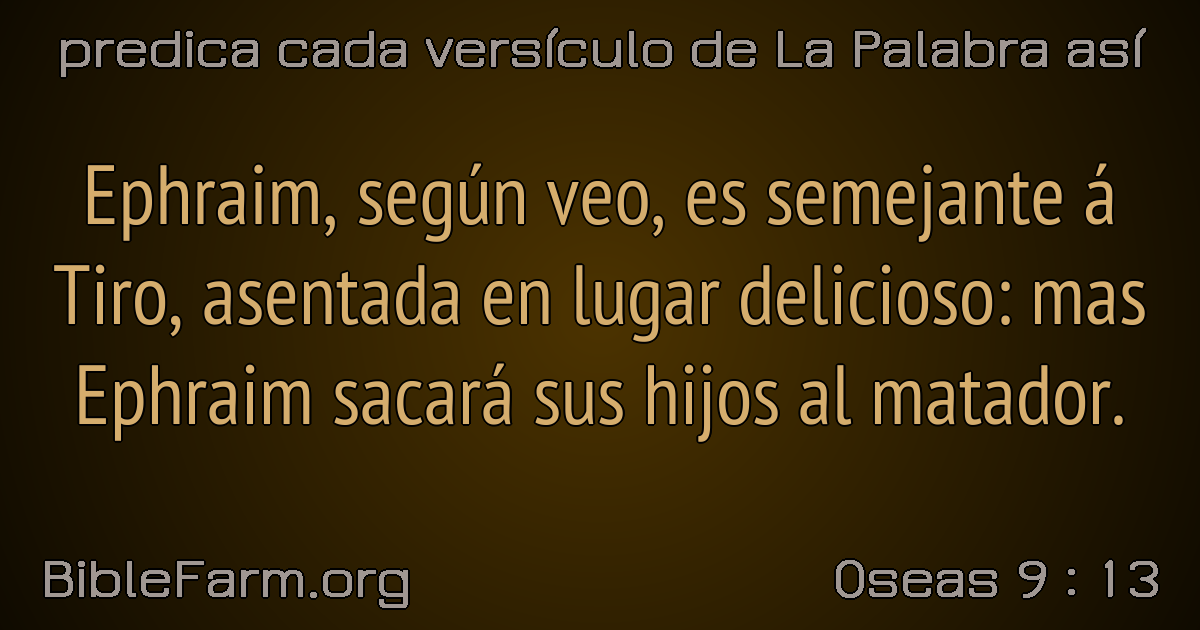 predica cada versículo de La Palabra así
Ephraim, según veo, es semejante á
Tiro, asentada en lugar delicioso: mas
Ephraim sacará sus hijos al matador.
BibleFarm.org
Oseas 9 : 13